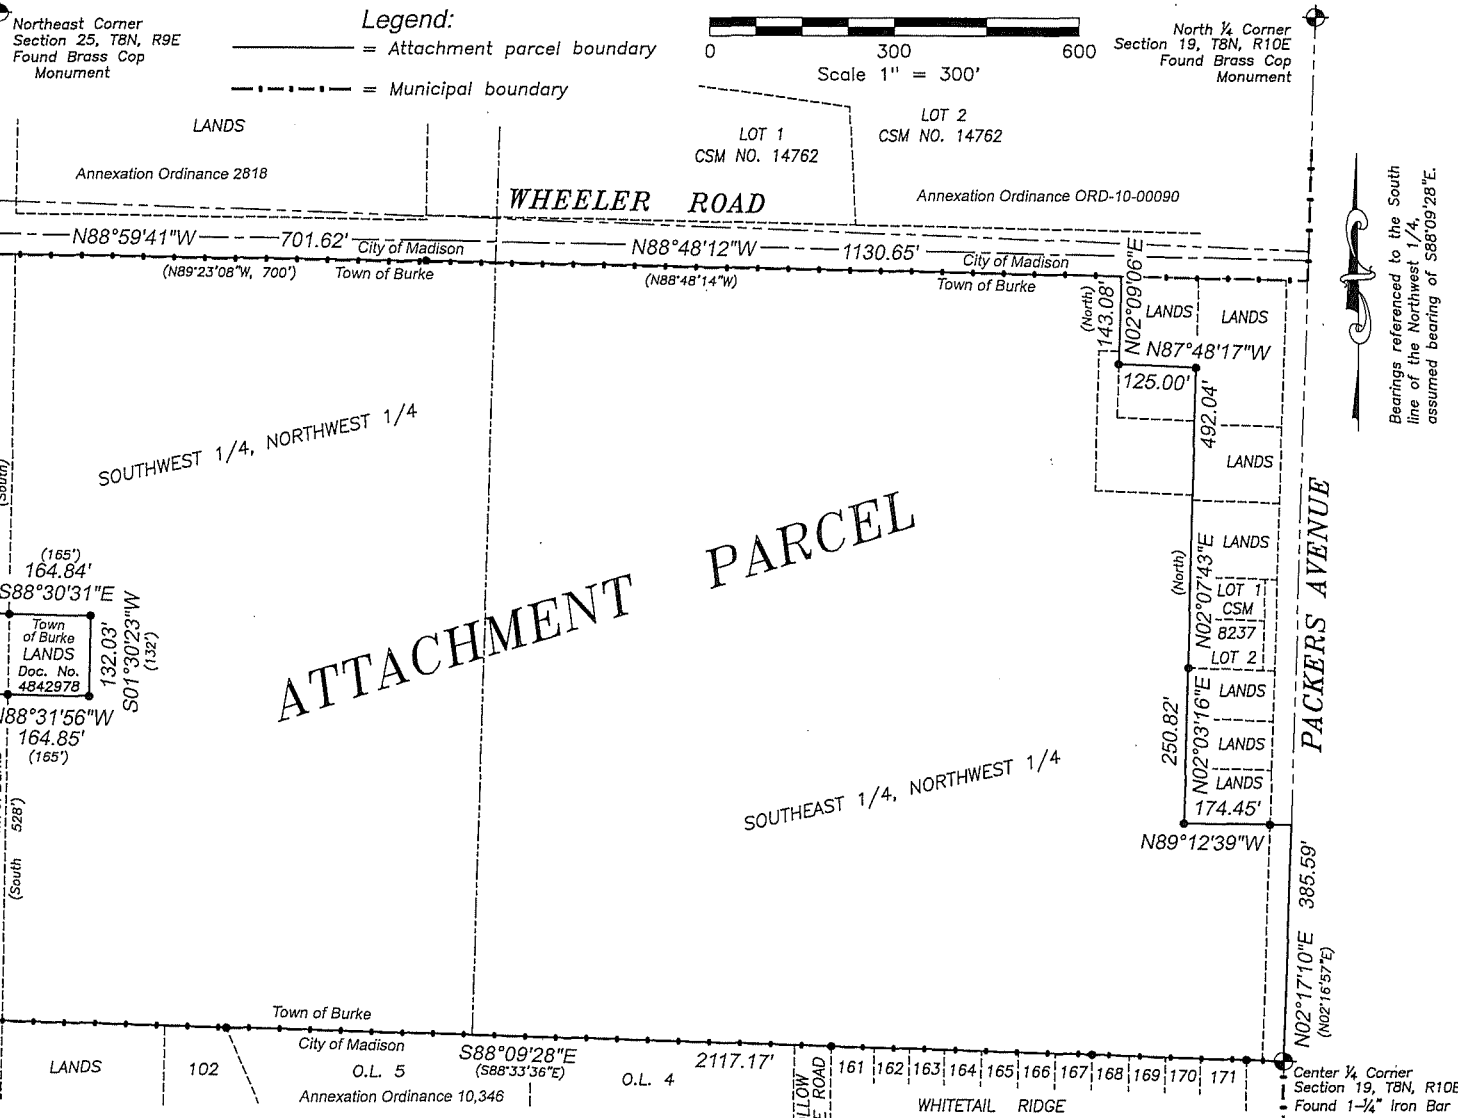 Northeast Corner
Section 25, T8N, R9E
Found Brass Cap
Monument
Legend:
= Attachment parcel boundary
= Municipal boundary
0 300 600
Scale 1" = 300'
North ¼ Corner
Section 19, T8N, R10E
Found Brass Cap
Monument
LANDS
Annexation Ordinance 2818
LOT 1
CSM NO. 14762
LOT 2
CSM NO. 14762
Annexation Ordinance ORD-10-00090
WHEELER ROAD
N88°59'41"W 701.62'
City of Madison
(N89°23'08"W, 700')
Town of Burke
N88°48'12"W 1130.65'
City of Madison
(N88°48'14"W)
Town of Burke
Bearings referenced to the South
line of the Northwest 1/4,
assumed bearing of S88°09'28"E.
(North)
143.08'
N02°09'06"E
LANDS
LANDS
N87°48'17"W
125.00'
492.04'
LANDS
SOUTHWEST 1/4, NORTHWEST 1/4
(South)
ATTACHMENT PARCEL
(North)
N02°07'43"E
LANDS
LOT 1
CSM
8237
LOT 2
PACKERS AVENUE
(165')
164.84'
S88°30'31"E
Town
of Burke
LANDS
Doc. No.
4842978
132.03'
S01°30'23"W
(132')
N88°31'56"W
164.85'
(165')
250.82'
N02°03'16"E
LANDS
LANDS
LANDS
174.45'
N89°12'39"W
SOUTHEAST 1/4, NORTHWEST 1/4
(South 528')
N02°17'10"E 385.59'
(N02°16'57"E)
Town of Burke
City of Madison
LANDS
102
O.L. 5
Annexation Ordinance 10,346
S88°09'28"E 2117.17'
(S88°33'36"E)
O.L. 4
LLOW
E ROAD
161 162 163 164 165 166 167 168 169 170 171
WHITETAIL RIDGE
Center ¼ Corner
Section 19, T8N, R10E
Found 1-¼" Iron Bar